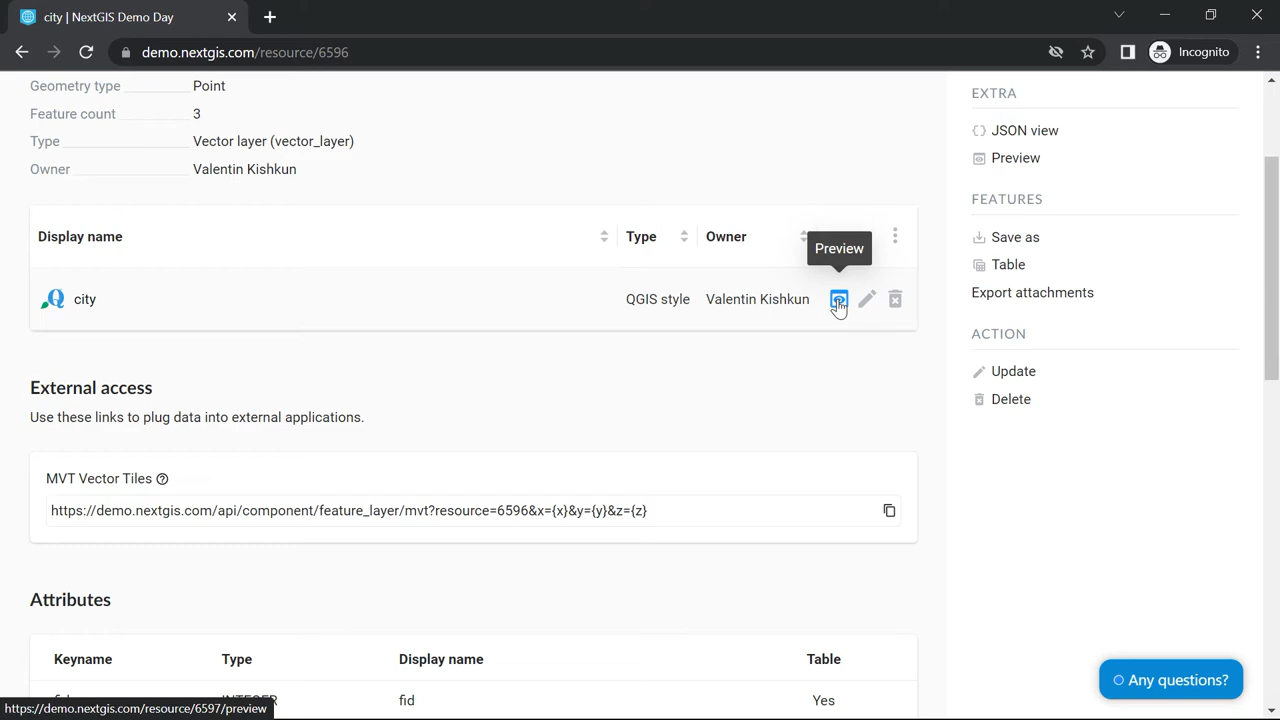 city | NextGIS Demo Day
demo.nextgis.com/resource/6596
Incognito
Geometry type Point
Feature count 3
Type Vector layer (vector_layer)
Owner Valentin Kishkun
Display name Type Owner
Preview
city QGIS style Valentin Kishkun
External access
Use these links to plug data into external applications.
MVT Vector Tiles
https://demo.nextgis.com/api/component/feature_layer/mvt?resource=6596&x={x}&y={y}&z={z}
Attributes
Keyname Type Display name Table
fid INTEGER fid Yes
EXTRA
JSON view
Preview
FEATURES
Save as
Table
Export attachments
ACTION
Update
Delete
Any questions?
https://demo.nextgis.com/resource/6597/preview